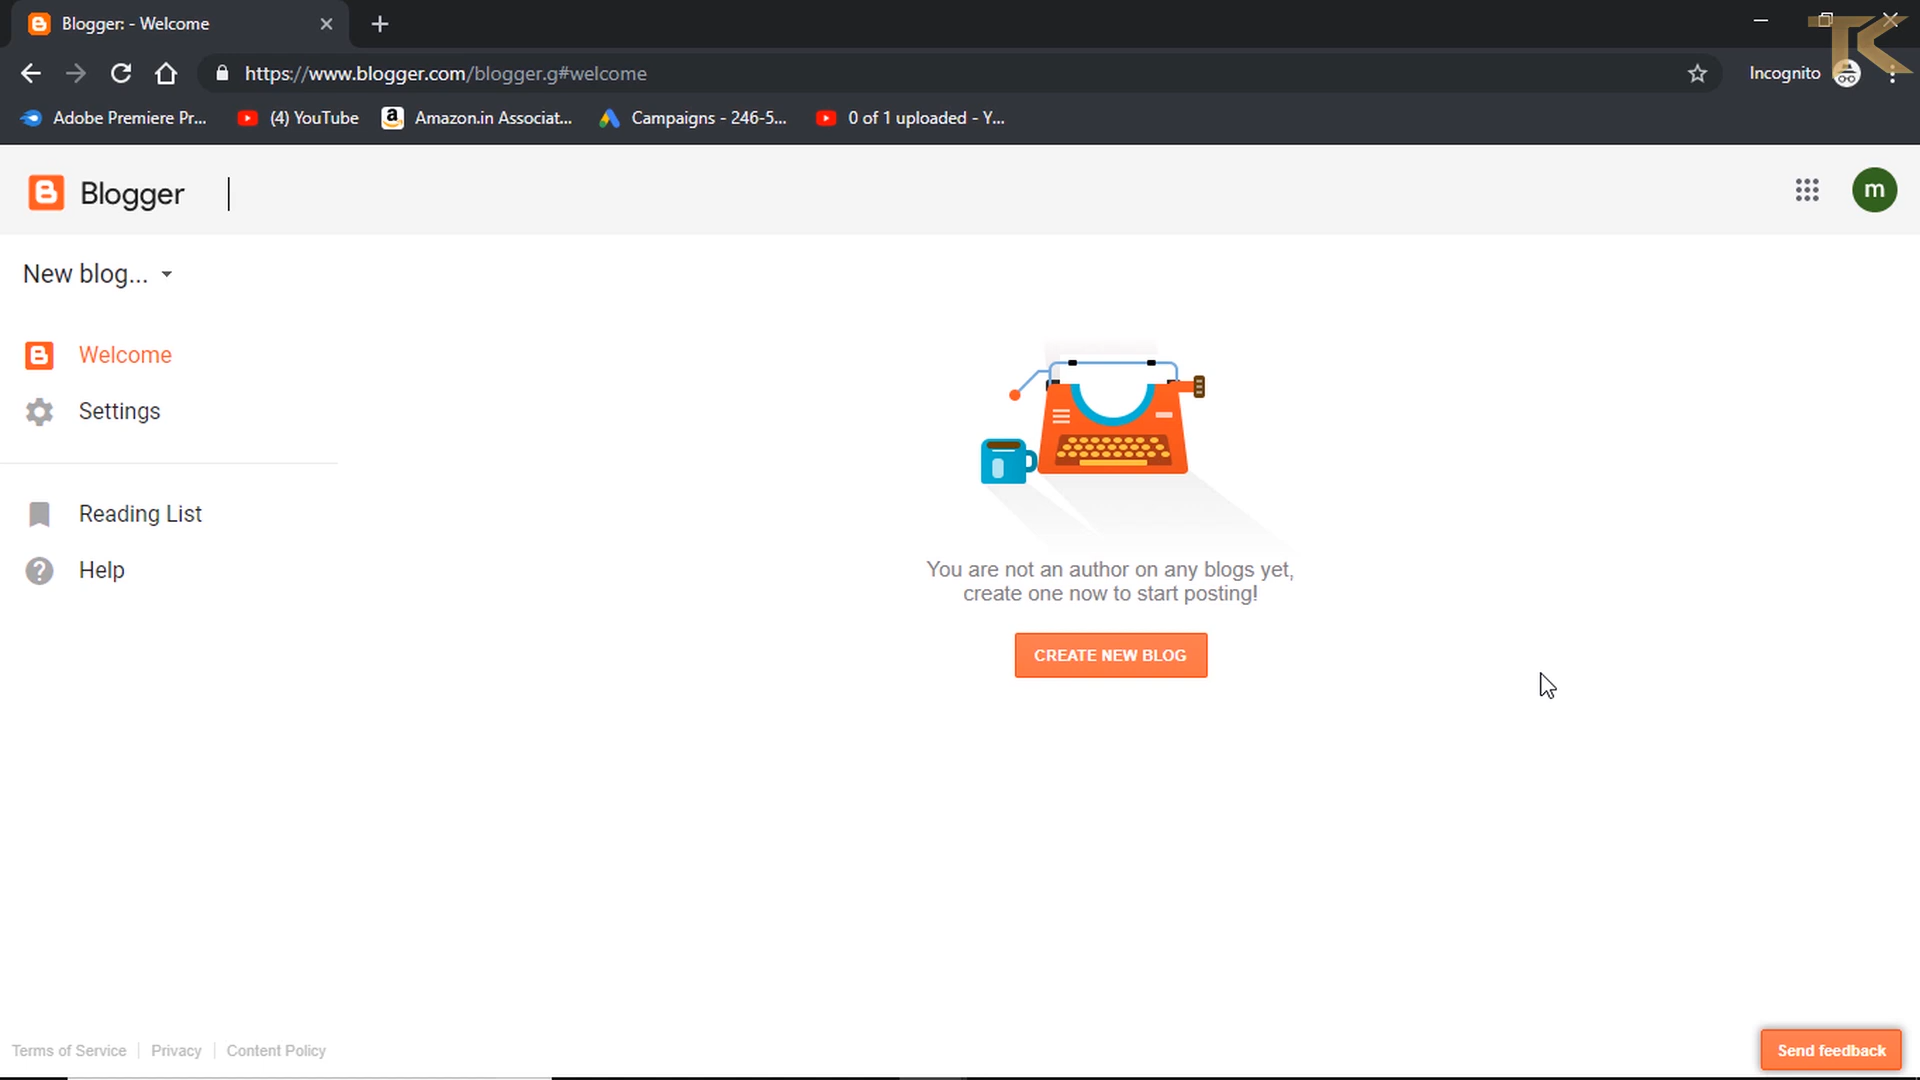 Blogger: - Welcome
https://www.blogger.com/blogger.g#welcome
Incognito
TK
Adobe Premiere Pr...
(4) YouTube
Amazon.in Associat...
Campaigns - 246-5...
0 of 1 uploaded - Y...
Blogger
m
New blog...
Welcome
Settings
Reading List
Help
You are not an author on any blogs yet,
create one now to start posting!
CREATE NEW BLOG
Terms of Service
Privacy
Content Policy
Send feedback